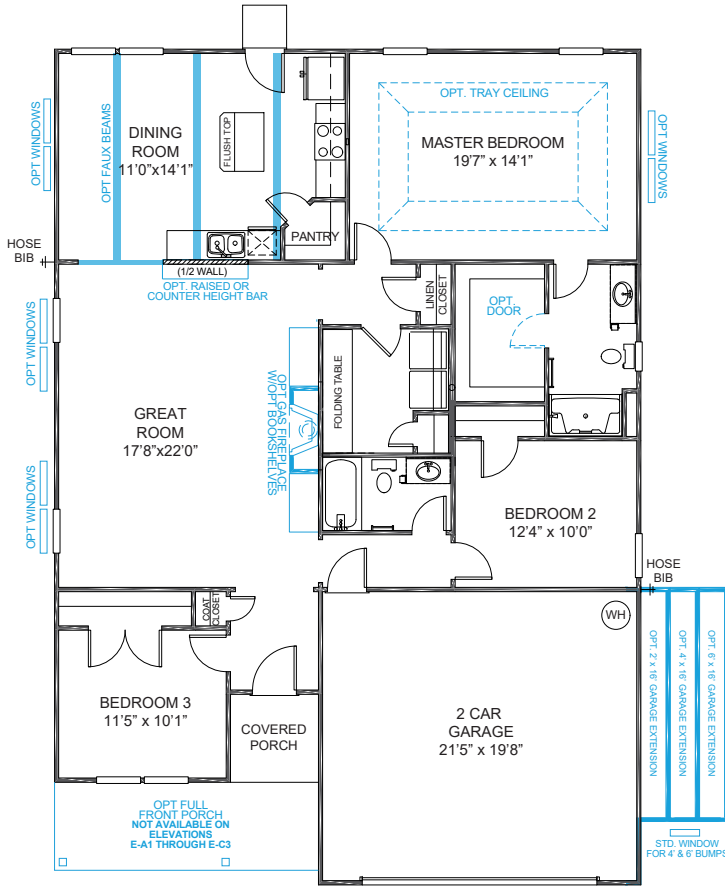 OPT. TRAY CEILING
OPT WINDOWS
OPT FAUX BEAMS
DINING
ROOM
11'0"x14'1"
FLUSH TOP
MASTER BEDROOM
19'7" x 14'1"
OPT WINDOWS
OPT WINDOWS
PANTRY
HOSE
BIB
(1/2 WALL)
OPT. RAISED OR
COUNTER HEIGHT BAR
LINEN
CLOSET
OPT.
DOOR
OPT WINDOWS
FOLDING TABLE
OPT GAS FIREPLACE
W/OPT BOOKSHELVES
GREAT
ROOM
17'8"x22'0"
OPT WINDOWS
BEDROOM 2
12'4" x 10'0"
HOSE
BIB
COAT
CLOSET
WH
BEDROOM 3
11'5" x 10'1"
COVERED
PORCH
2 CAR
GARAGE
21'5" x 19'8"
OPT. 2' x 16' GARAGE EXTENSION
OPT. 4' x 16' GARAGE EXTENSION
OPT. 6' x 16' GARAGE EXTENSION
OPT FULL
FRONT PORCH
NOT AVAILABLE ON
ELEVATIONS
E-A1 THROUGH E-C3
STD. WINDOW
FOR 4' & 6' BUMPS